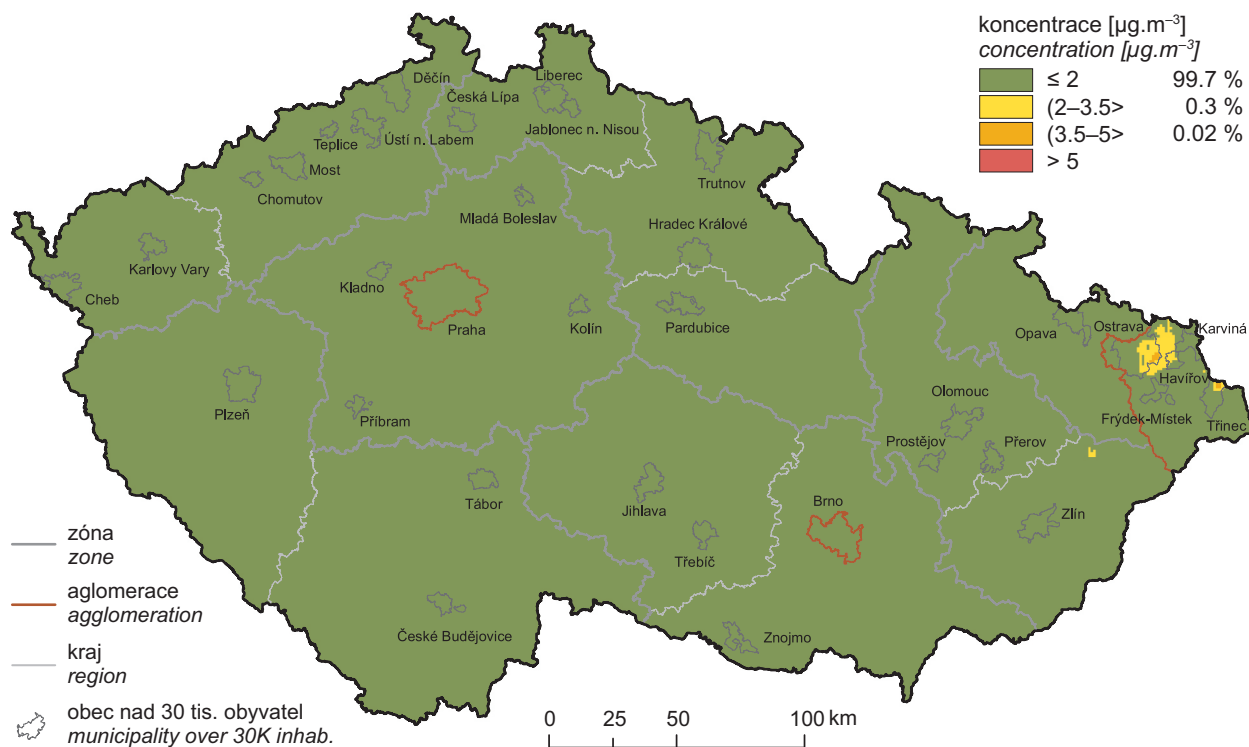 koncentrace [µg.m⁻³]
concentration [µg.m⁻³]
≤ 2 99.7 %
(2–3.5> 0.3 %
(3.5–5> 0.02 %
> 5
Děčín
Liberec
Česká Lípa
Teplice
Ústí n. Labem
Jablonec n. Nisou
Most
Chomutov
Trutnov
Mladá Boleslav
Hradec Králové
Karlovy Vary
Kladno
Cheb
Praha
Kolín
Pardubice
Opava
Ostrava
Karviná
Havířov
Plzeň
Příbram
Olomouc
Frýdek-Místek
Třinec
Prostějov
Přerov
Tábor
Jihlava
Brno
Zlín
Třebíč
České Budějovice
Znojmo
zóna
zone
aglomerace
agglomeration
kraj
region
obec nad 30 tis. obyvatel
municipality over 30K inhab.
0 25 50 100 km